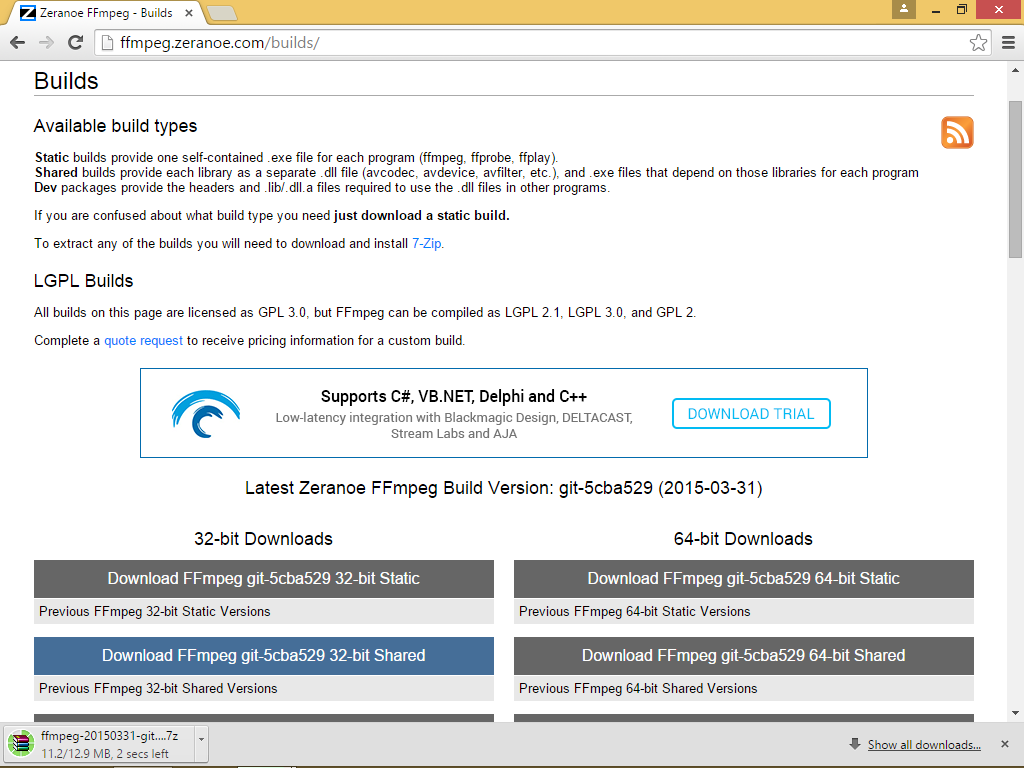 Zeranoe FFmpeg - Builds
ffmpeg.zeranoe.com/builds/
Builds
Available build types
Static builds provide one self-contained .exe file for each program (ffmpeg, ffprobe, ffplay).
Shared builds provide each library as a separate .dll file (avcodec, avdevice, avfilter, etc.), and .exe files that depend on those libraries for each program
Dev packages provide the headers and .lib/.dll.a files required to use the .dll files in other programs.
If you are confused about what build type you need just download a static build.
To extract any of the builds you will need to download and install 7-Zip.
LGPL Builds
All builds on this page are licensed as GPL 3.0, but FFmpeg can be compiled as LGPL 2.1, LGPL 3.0, and GPL 2.
Complete a quote request to receive pricing information for a custom build.
Supports C#, VB.NET, Delphi and C++
Low-latency integration with Blackmagic Design, DELTACAST,
Stream Labs and AJA
DOWNLOAD TRIAL
Latest Zeranoe FFmpeg Build Version: git-5cba529 (2015-03-31)
32-bit Downloads
Download FFmpeg git-5cba529 32-bit Static
Previous FFmpeg 32-bit Static Versions
Download FFmpeg git-5cba529 32-bit Shared
Previous FFmpeg 32-bit Shared Versions
64-bit Downloads
Download FFmpeg git-5cba529 64-bit Static
Previous FFmpeg 64-bit Static Versions
Download FFmpeg git-5cba529 64-bit Shared
Previous FFmpeg 64-bit Shared Versions
ffmpeg-20150331-git....7z
11.2/12.9 MB, 2 secs left
Show all downloads...